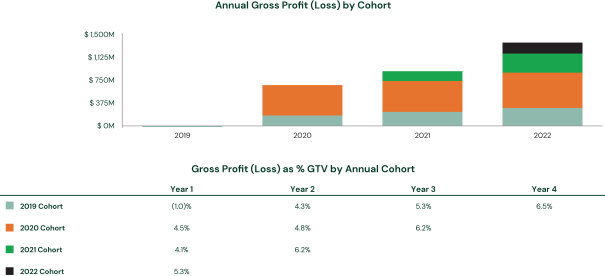 Annual Gross Profit (Loss) by Cohort
$ 1,500M
$ 1,125M
$ 750M
$ 375M
$ 0M
2019 2020 2021 2022
Gross Profit (Loss) as % GTV by Annual Cohort
Year 1 Year 2 Year 3 Year 4
2019 Cohort (1.0)% 4.3% 5.3% 6.5%
2020 Cohort 4.5% 4.8% 6.2%
2021 Cohort 4.1% 6.2%
2022 Cohort 5.3%